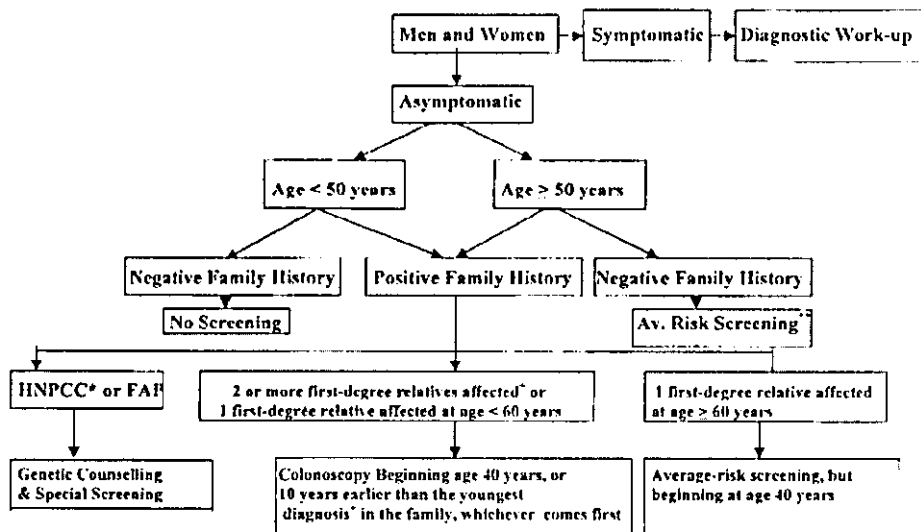 Men and Women
Symptomatic
Diagnostic Work-up
Asymptomatic
Age < 50 years
Age ≥ 50 years
Negative Family History
Positive Family History
Negative Family History
No Screening
Av. Risk Screening
HNPCC* or FAP
2 or more first-degree relatives affected+ or
1 first-degree relative affected at age < 60 years
1 first-degree relative affected
at age ≥ 60 years
Genetic Counselling
& Special Screening
Colonoscopy Beginning age 40 years, or
10 years earlier than the youngest
diagnosis+ in the family, whichever comes first
Average-risk screening, but
beginning at age 40 years